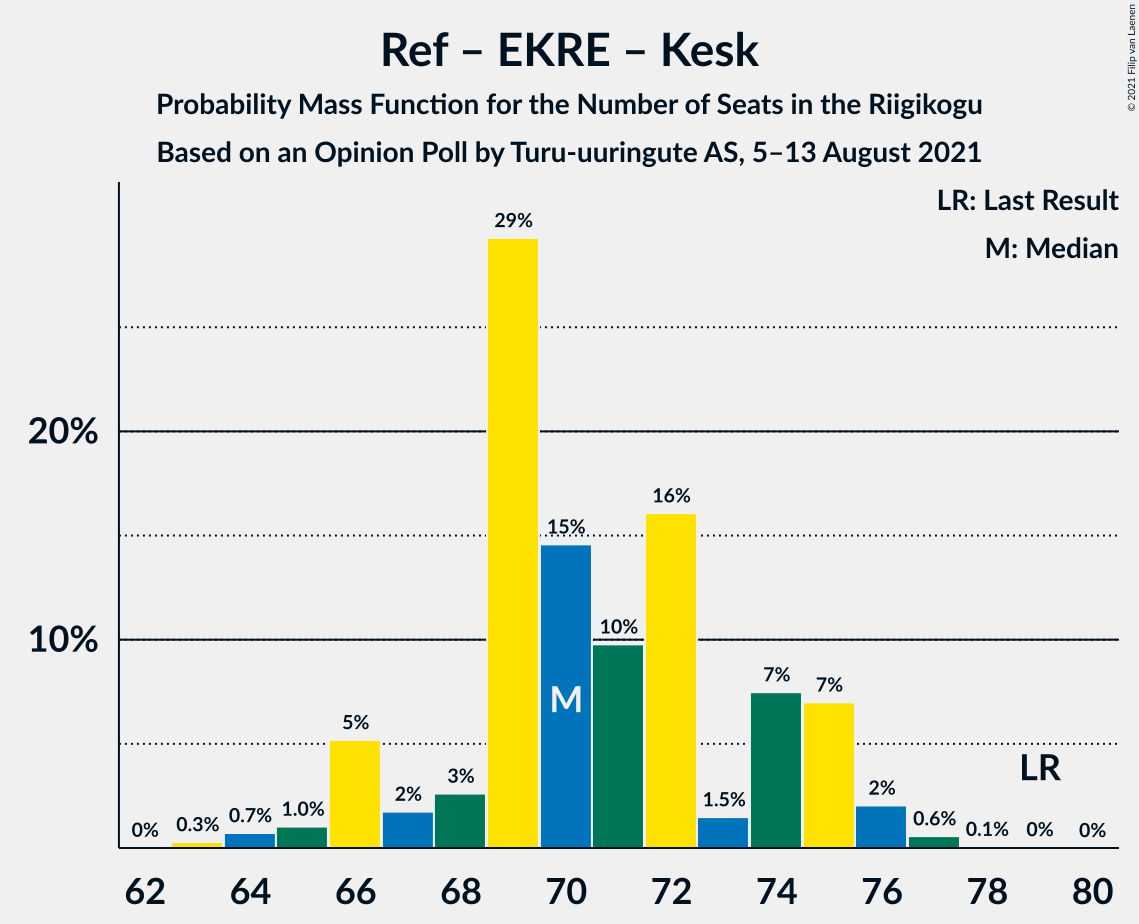 Ref – EKRE – Kesk
Probability Mass Function for the Number of Seats in the Riigikogu
Based on an Opinion Poll by Turu-uuringute AS, 5–13 August 2021
© 2021 Filip van Laenen
LR: Last Result
M: Median
20%
10%
0%
0.3%
0.7%
1.0%
5%
2%
3%
29%
15%
10%
16%
1.5%
7%
7%
2%
0.6%
0.1%
0%
0%
M
LR
62 64 66 68 70 72 74 76 78 80